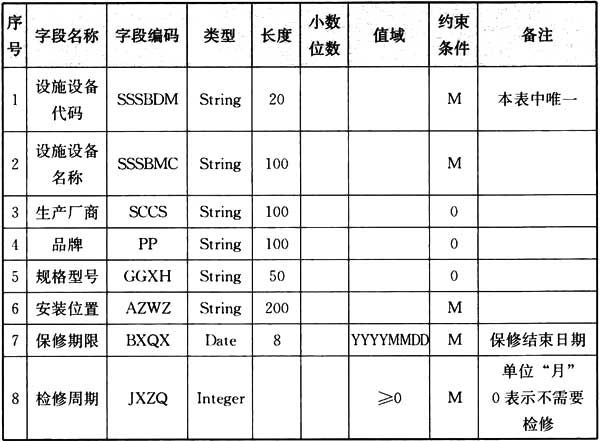 序号 字段名称 字段编码 类型 长度 小数位数 值域 约束条件 备注
1 设施设备代码 SSSBDM String 20 M 本表中唯一
2 设施设备名称 SSSBMC String 100 M
3 生产厂商 SCCS String 100 0
4 品牌 PP String 100 0
5 规格型号 GGXH String 50 0
6 安装位置 AZWZ String 200 M
7 保修期限 BXQX Date 8 YYYYMMDD M 保修结束日期
8 检修周期 JXZQ Integer ≥0 M 单位“月”0表示不需要检修